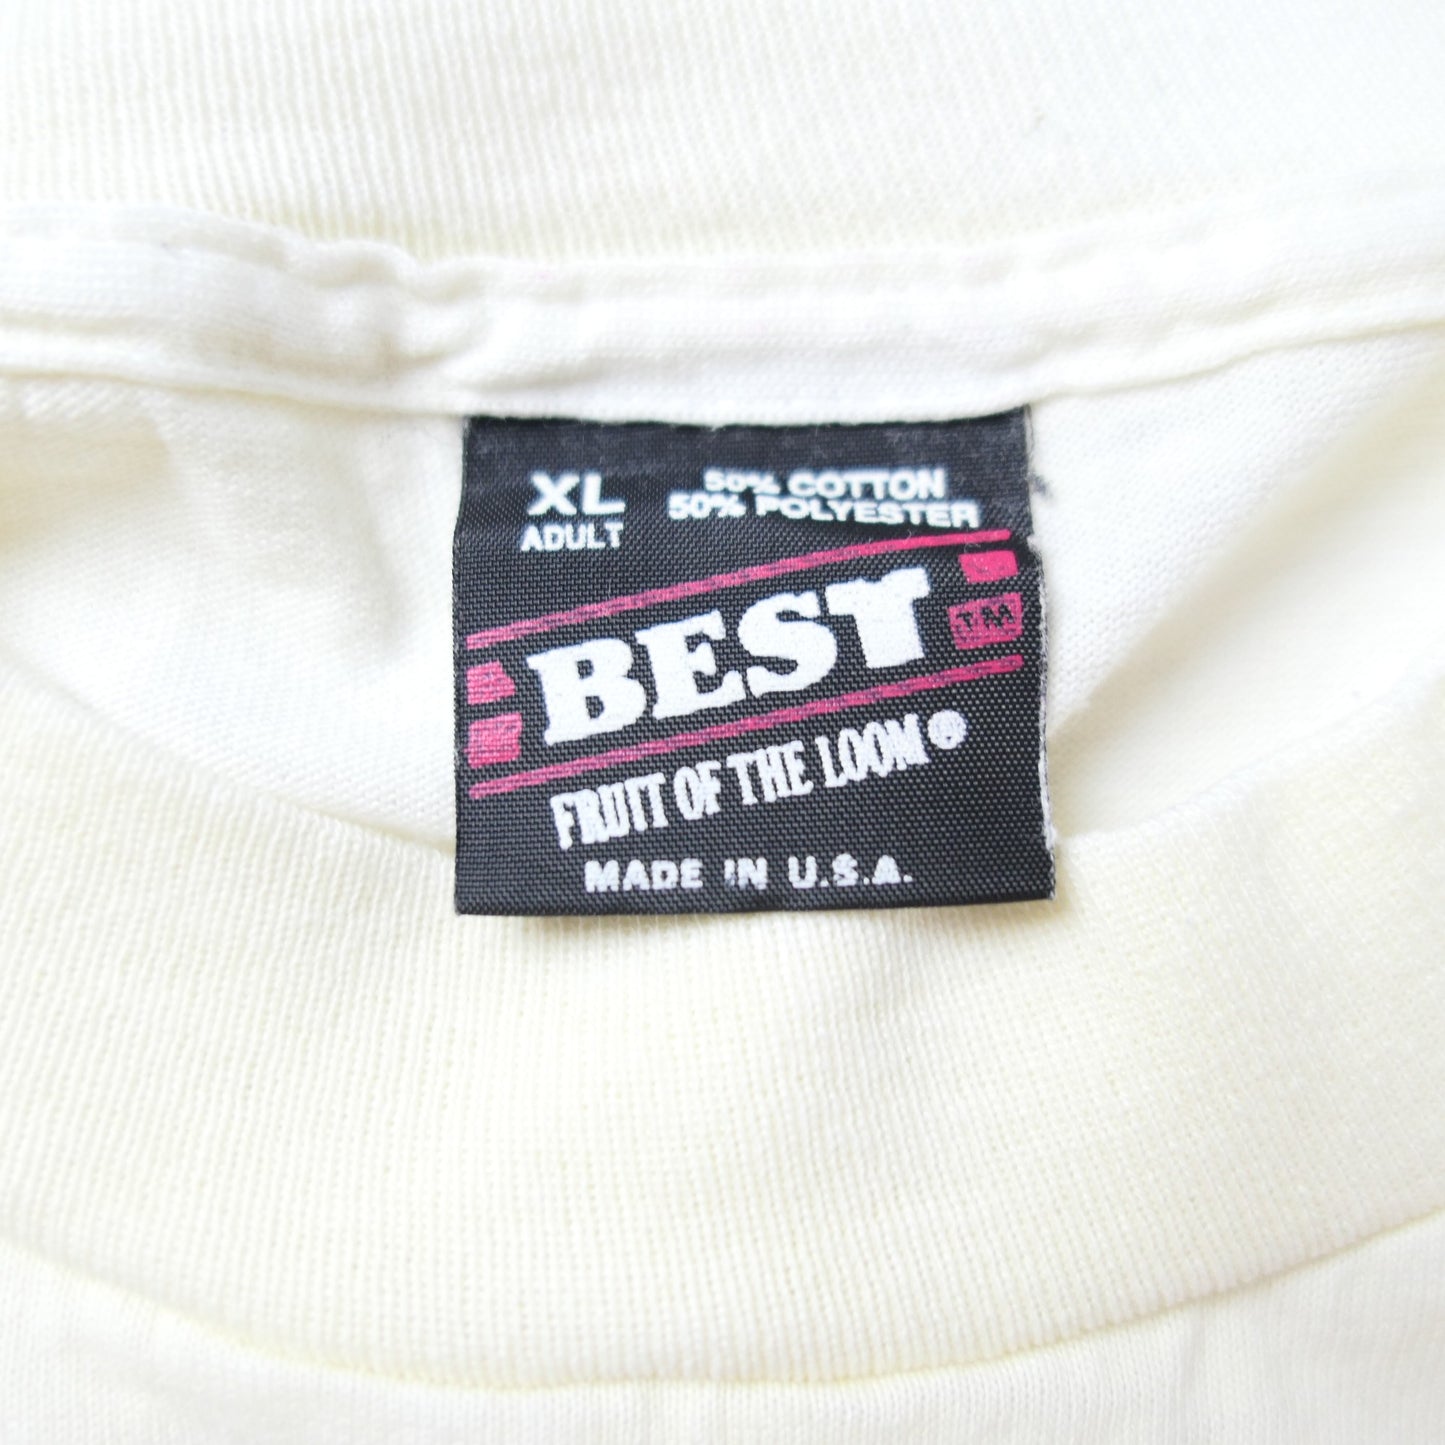 XL
ADULT
50% COTTON
50% POLYESTER
BEST
TM
FRUIT OF THE LOOM®
MADE IN U.S.A.